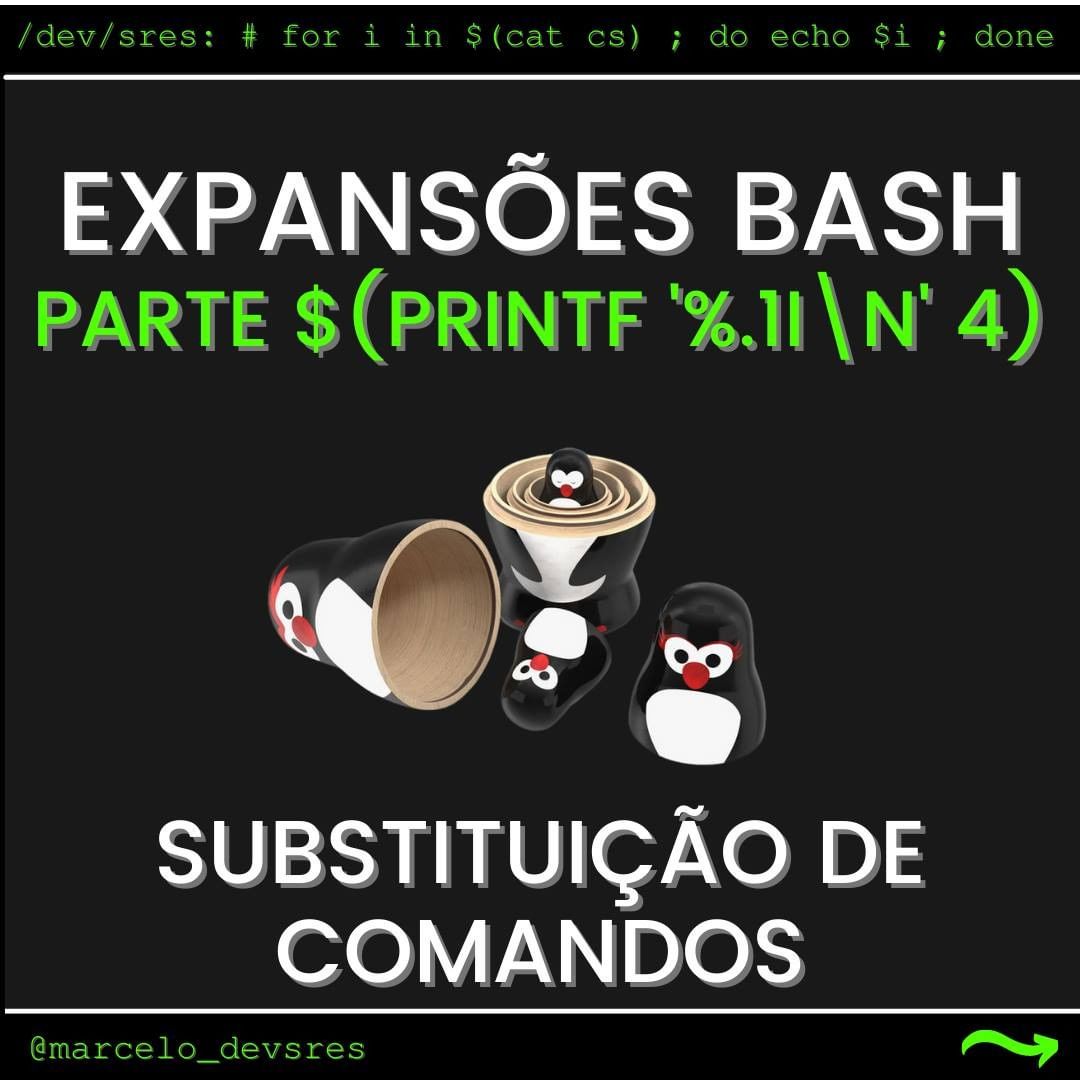 /dev/sres: # for i in $(cat cs) ; do echo $i ; done
EXPANSÕES BASH
PARTE $(PRINTF '%.1I\N' 4)
SUBSTITUIÇÃO DE
COMANDOS
@marcelo_devsres